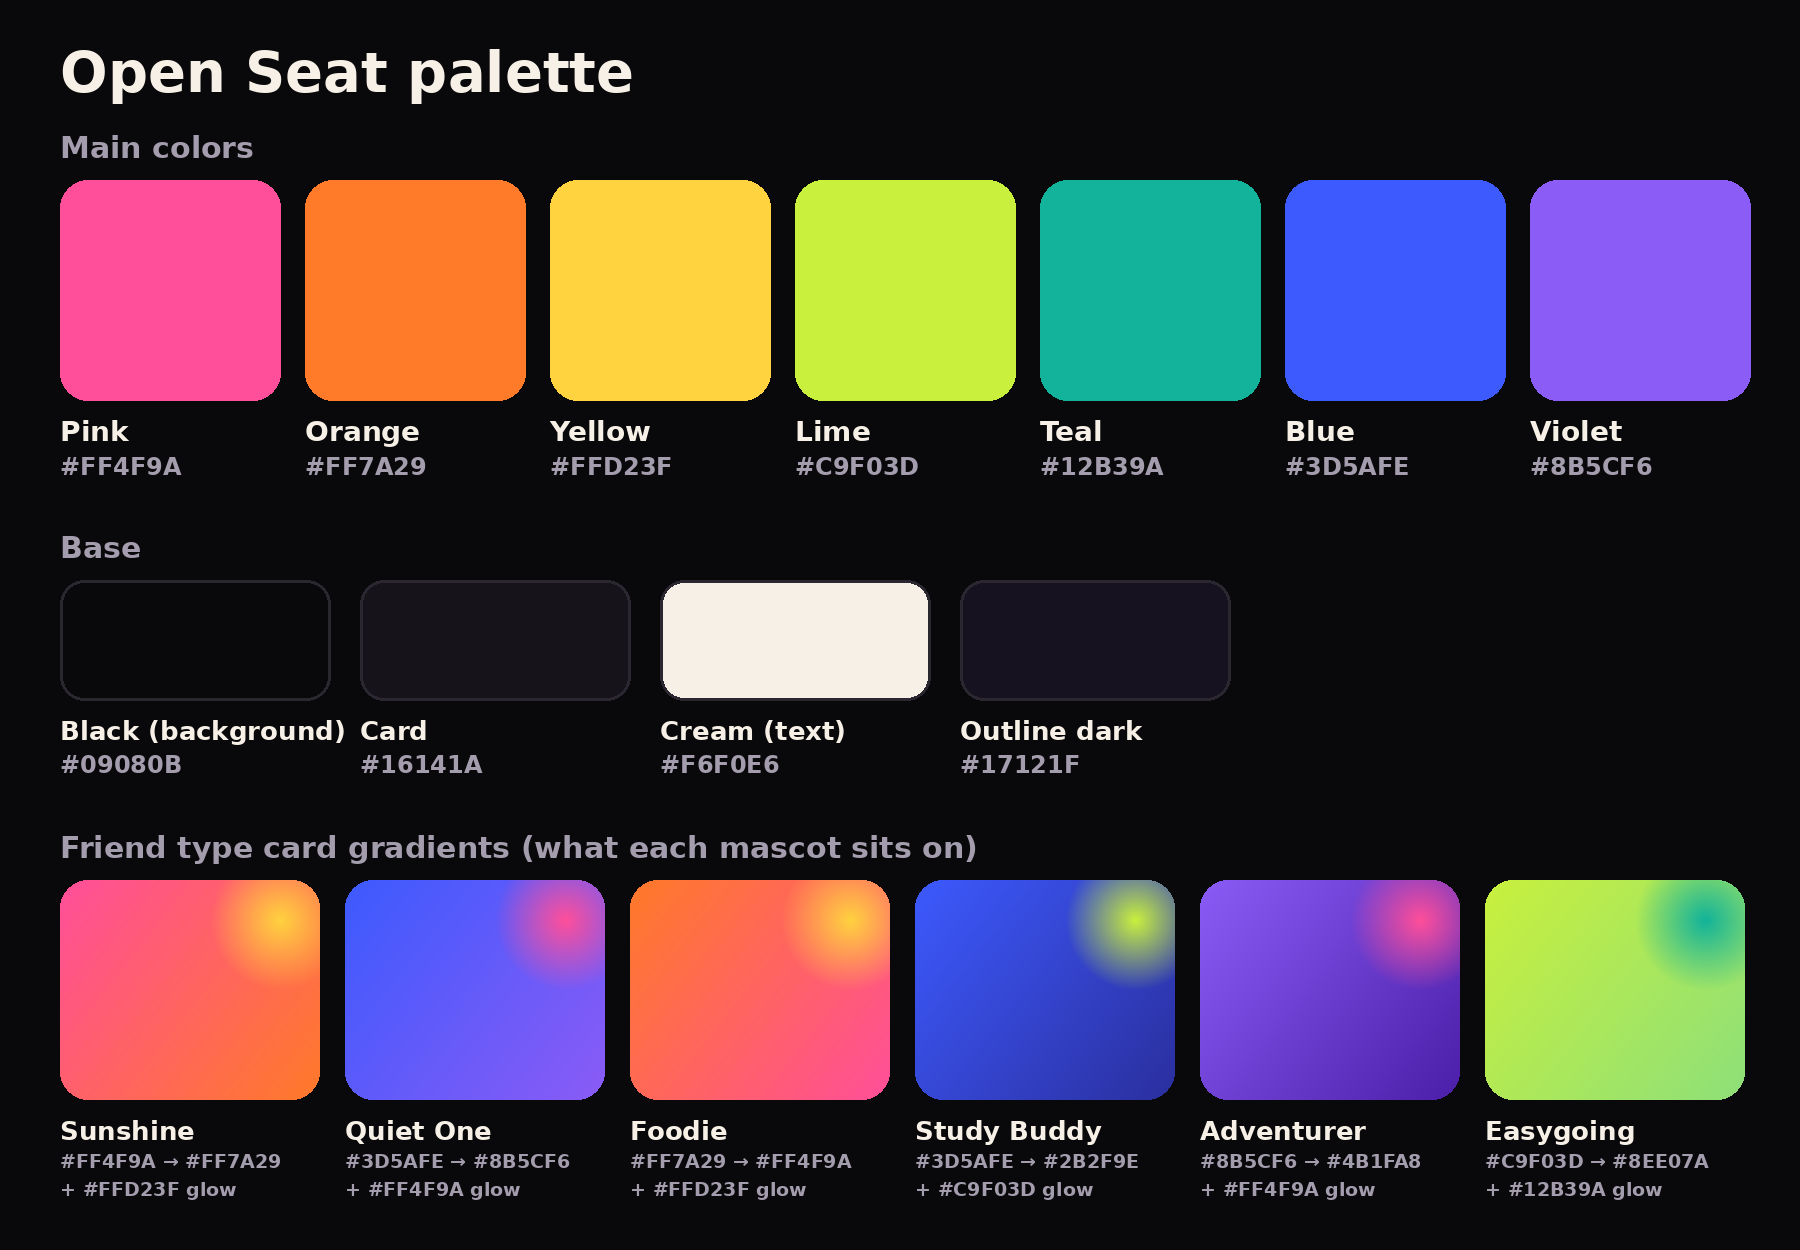 Open Seat palette
Main colors
Pink Orange Yellow Lime Teal Blue Violet
#FF4F9A #FF7A29 #FFD23F #C9F03D #12B39A #3D5AFE #8B5CF6
Base
Black (background) Card Cream (text) Outline dark
#09080B #16141A #F6F0E6 #17121F
Friend type card gradients (what each mascot sits on)
Sunshine Quiet One Foodie Study Buddy Adventurer Easygoing
#FF4F9A → #FF7A29 #3D5AFE → #8B5CF6 #FF7A29 → #FF4F9A #3D5AFE → #2B2F9E #8B5CF6 → #4B1FA8 #C9F03D → #8EE07A
+ #FFD23F glow + #FF4F9A glow + #FFD23F glow + #C9F03D glow + #FF4F9A glow + #12B39A glow